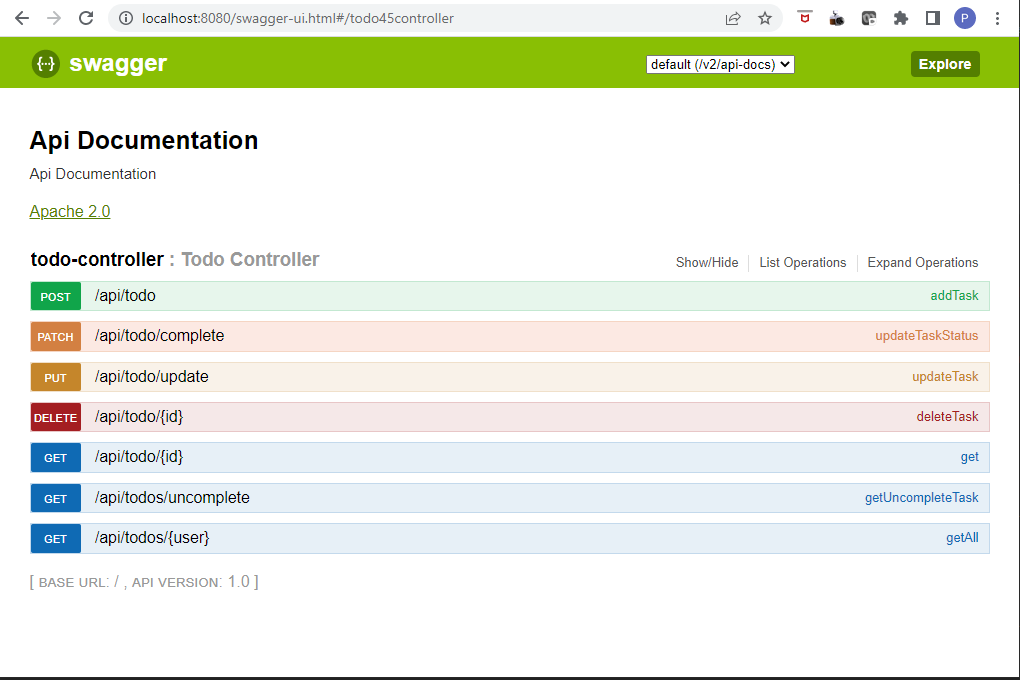 localhost:8080/swagger-ui.html#/todo45controller
P
{··} swagger
default (/v2/api-docs)
Explore
Api Documentation
Api Documentation
Apache 2.0
todo-controller : Todo Controller
Show/Hide List Operations Expand Operations
POST /api/todo addTask
PATCH /api/todo/complete updateTaskStatus
PUT /api/todo/update updateTask
DELETE /api/todo/{id} deleteTask
GET /api/todo/{id} get
GET /api/todos/uncomplete getUncompleteTask
GET /api/todos/{user} getAll
[ BASE URL: / , API VERSION: 1.0 ]